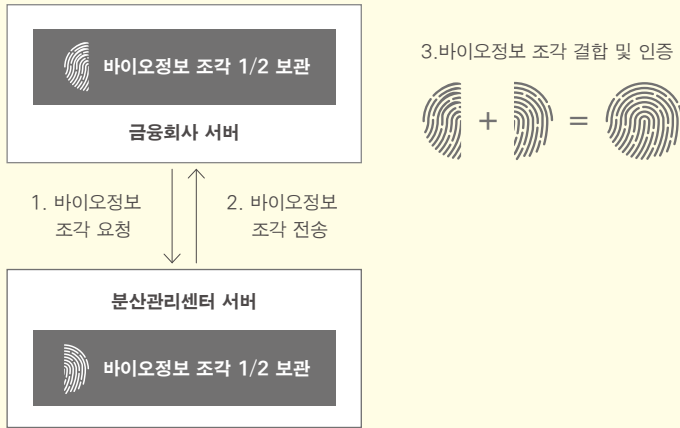 바이오정보 조각 1/2 보관
금융회사 서버
1. 바이오정보
조각 요청
2. 바이오정보
조각 전송
분산관리센터 서버
바이오정보 조각 1/2 보관
3.바이오정보 조각 결합 및 인증
+ =